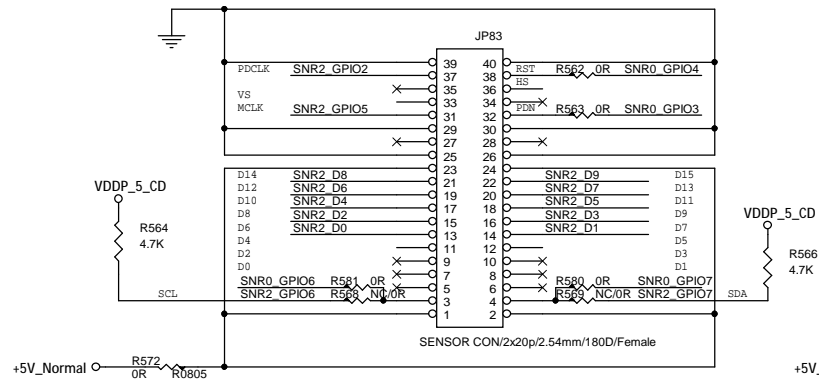 JP83
39 40
PDCLK SNR2_GPIO2 37 38 RST R562 0R SNR0_GPIO4
35 36 HS
VS 33 34
MCLK SNR2_GPIO5 31 32 PDN R563 0R SNR0_GPIO3
29 30
27 28
25 26
23 24
D14 SNR2_D8 21 22 SNR2_D9 D15
D12 SNR2_D6 19 20 SNR2_D7 D13
D10 SNR2_D4 17 18 SNR2_D5 D11
D8 SNR2_D2 15 16 SNR2_D3 D9
D6 SNR2_D0 13 14 SNR2_D1 D7
D4 11 12 D5
D2 9 10 D3
D0 7 8 D1
SNR0_GPIO6 R581 0R 5 6 R580 0R SNR0_GPIO7
SCL SNR2_GPIO6 R568 NC/0R 3 4 R569 NC/0R SNR2_GPIO7 SDA
1 2
VDDP_5_CD
R564
4.7K
VDDP_5_CD
R566
4.7K
SENSOR CON/2x20p/2.54mm/180D/Female
+5V_Normal R572
0R R0805
+5V_